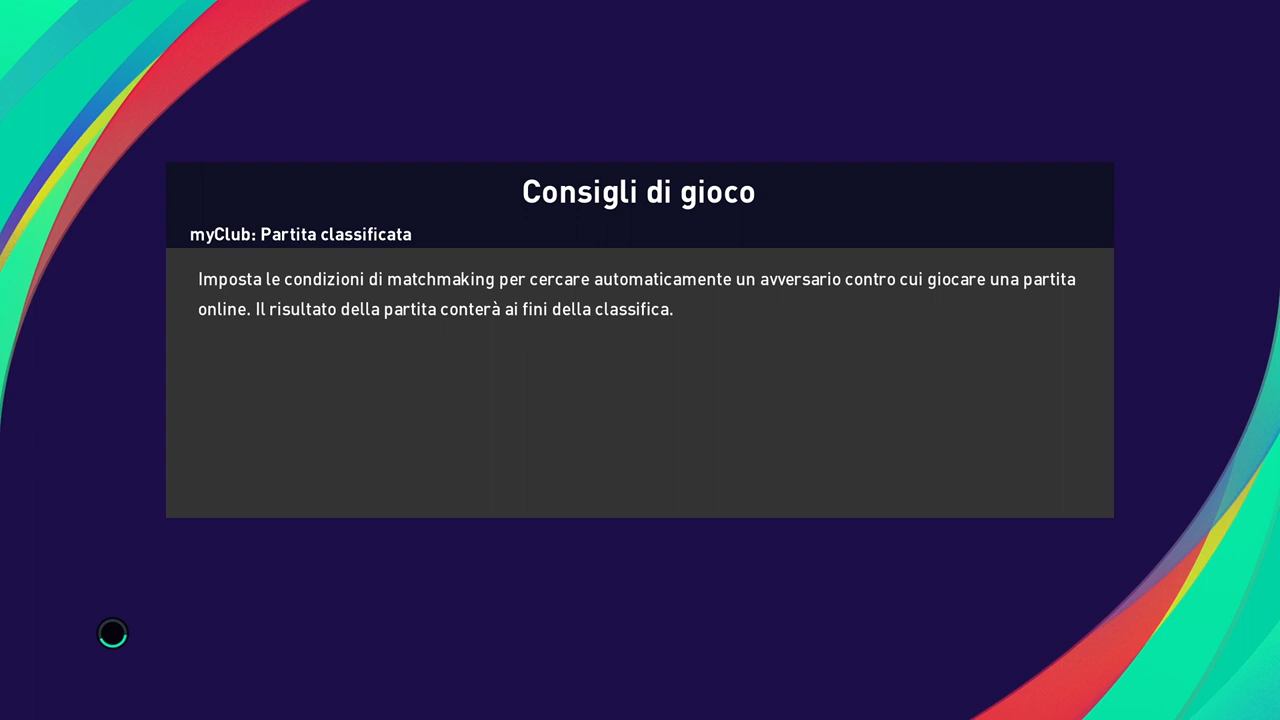 Consigli di gioco
myClub: Partita classificata
Imposta le condizioni di matchmaking per cercare automaticamente un avversario contro cui giocare una partita
online. Il risultato della partita conterà ai fini della classifica.